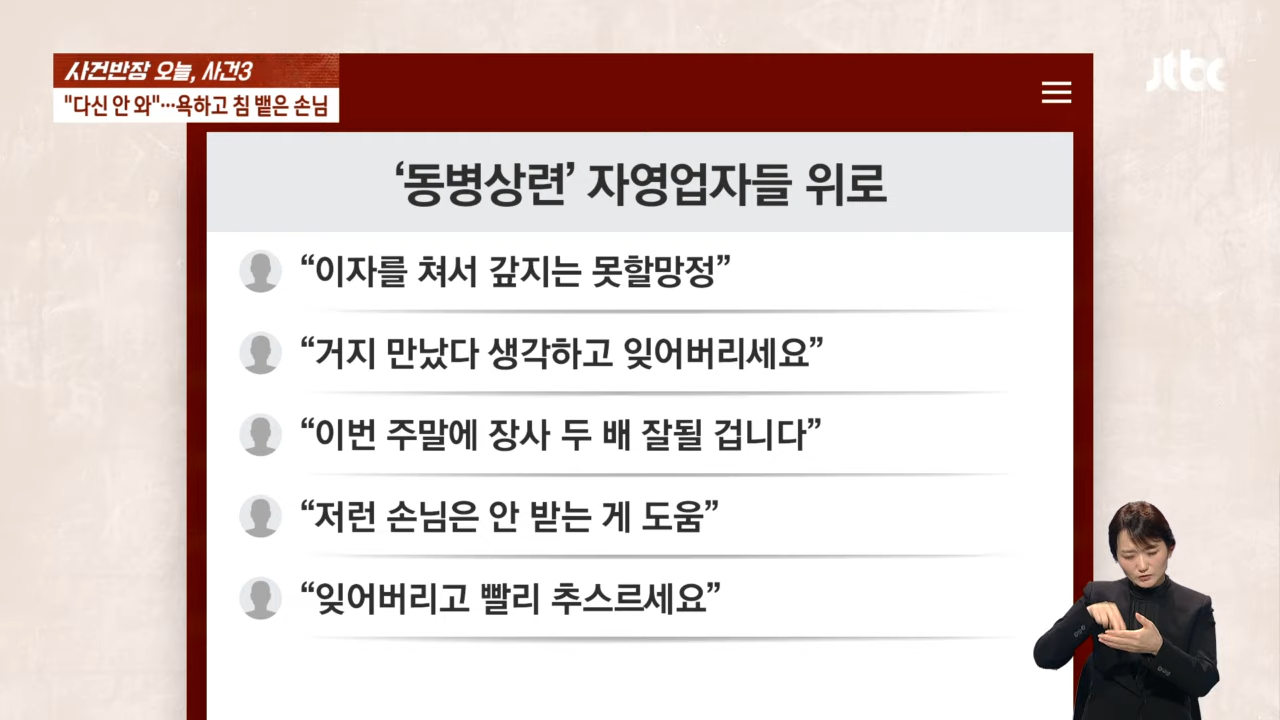 사건반장 오늘, 사건3
"다신 안 와"…욕하고 침 뱉은 손님
jtbc
‘동병상련’ 자영업자들 위로
“이자를 쳐서 갚지는 못할망정”
“거지 만났다 생각하고 잊어버리세요”
“이번 주말에 장사 두 배 잘될 겁니다”
“저런 손님은 안 받는 게 도움”
“잊어버리고 빨리 추스르세요”